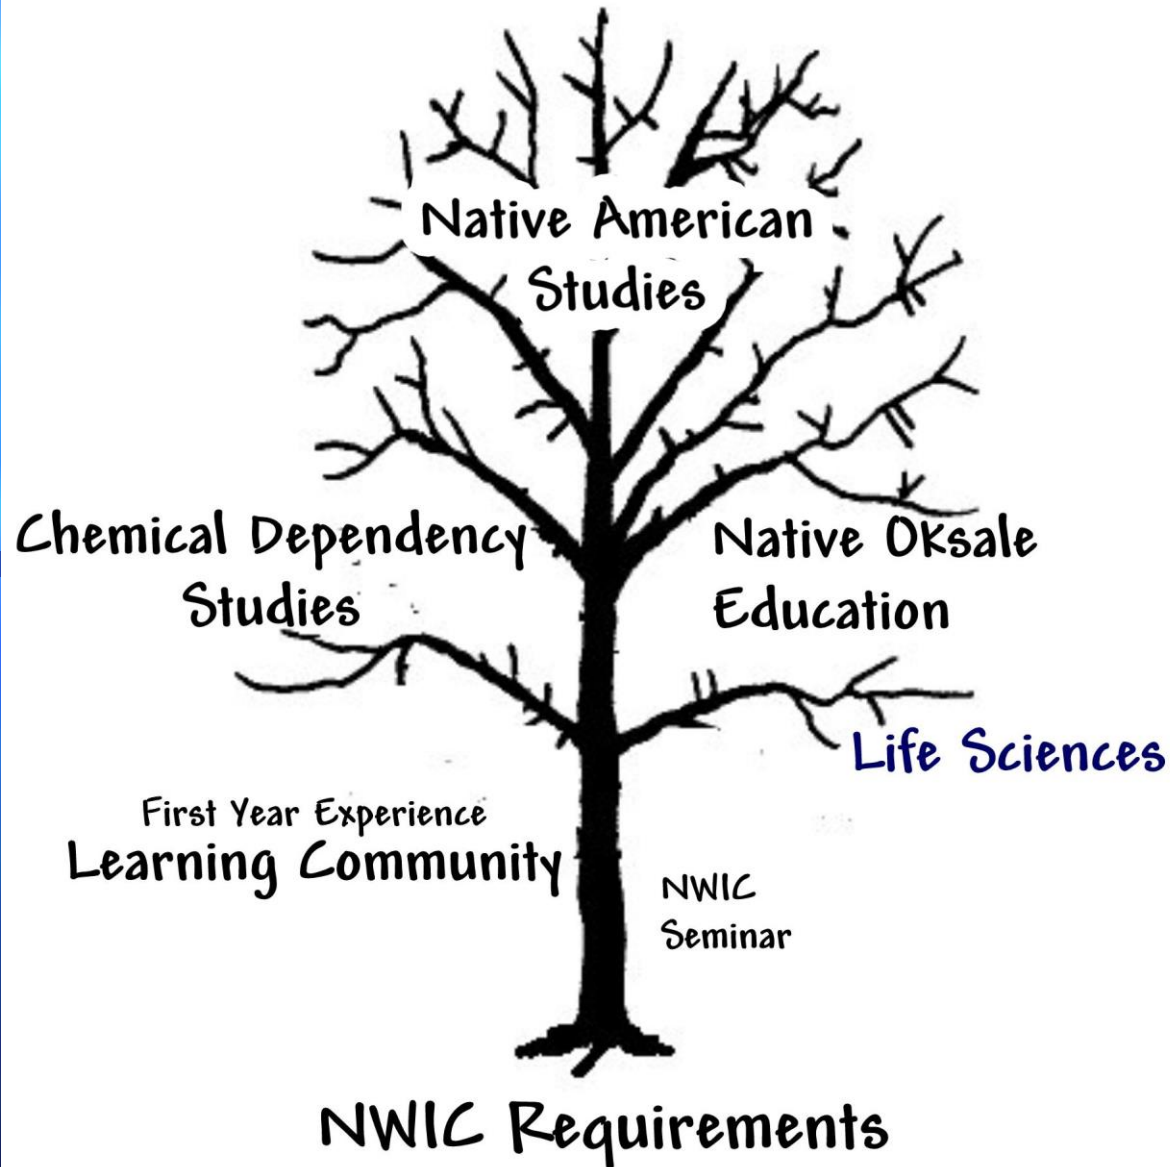 Native American
Studies
Chemical Dependency
Studies
Native Oksale
Education
Life Sciences
First Year Experience
Learning Community
NWIC
Seminar
NWIC Requirements